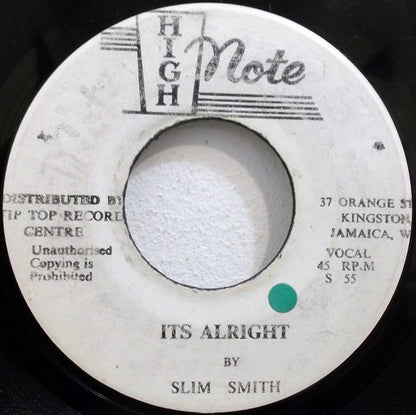 HIGH Note
DISTRIBUTED BY
TIP TOP RECORD
CENTRE
Unauthorised
Copying is
Prohibited
37 ORANGE ST
KINGSTON
JAMAICA, W
VOCAL
45 RP.M
S 55
ITS ALRIGHT
BY
SLIM SMITH